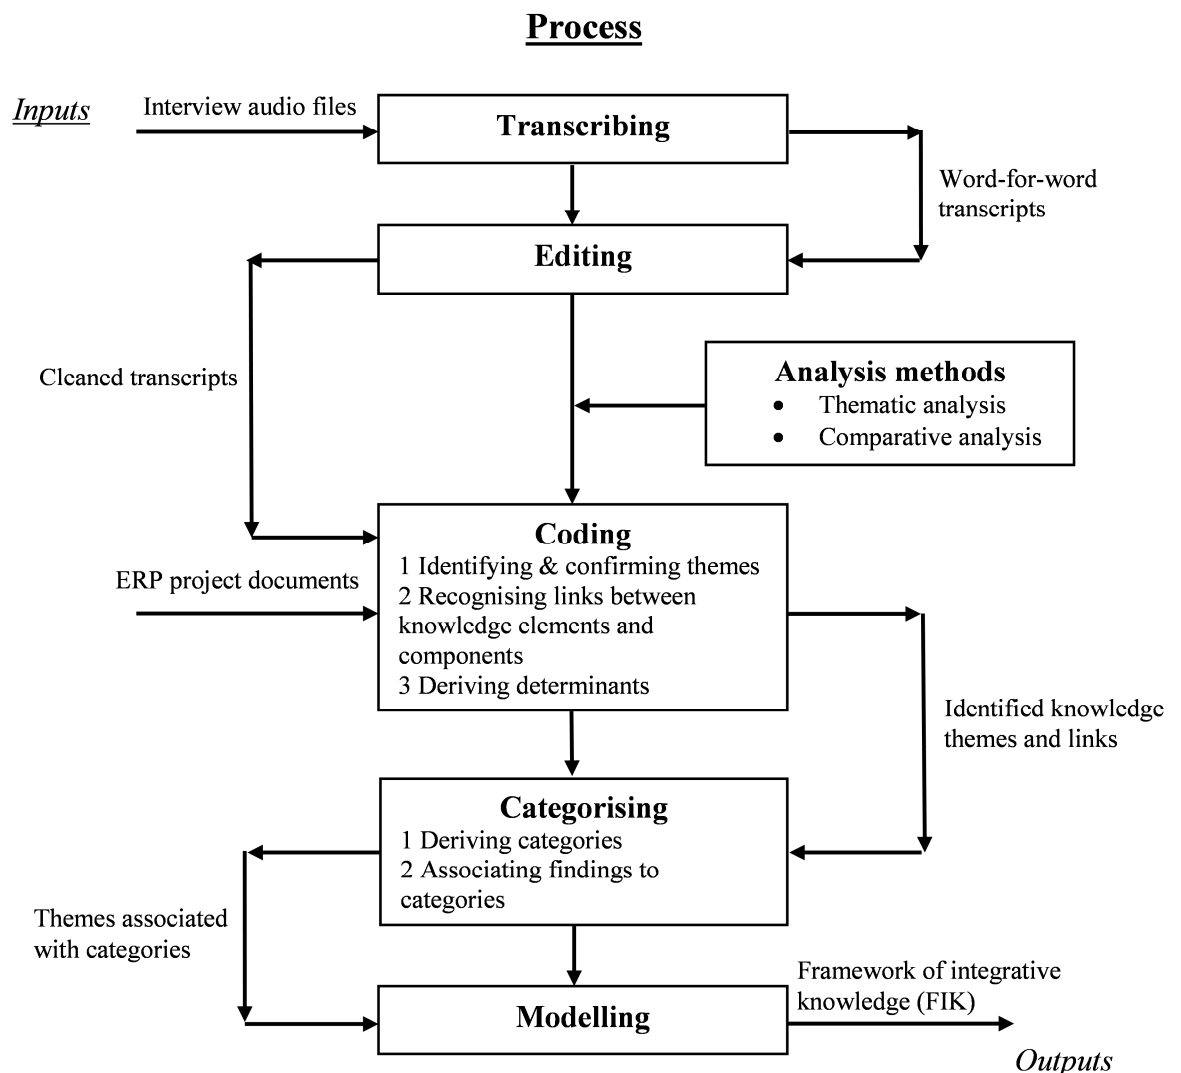 Process
Inputs
Interview audio files
Transcribing
Word-for-word
transcripts
Editing
Cleaned transcripts
Analysis methods
• Thematic analysis
• Comparative analysis
Coding
1 Identifying & confirming themes
2 Recognising links between
knowledge elements and
components
3 Deriving determinants
ERP project documents
Identified knowledge
themes and links
Categorising
1 Deriving categories
2 Associating findings to
categories
Themes associated
with categories
Framework of integrative
knowledge (FIK)
Modelling
Outputs